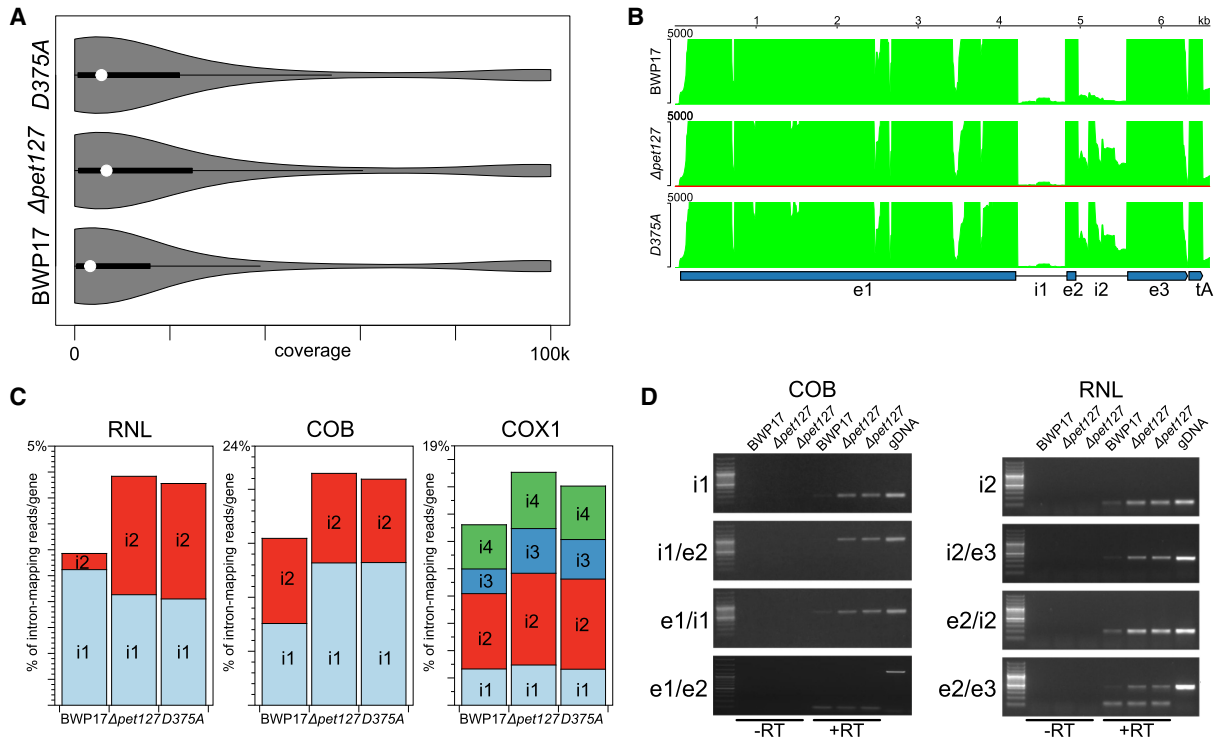 A
D375A
Δpet127
BWP17
0
coverage
100k
B
1 2 3 4 5 6 kb
5000
BWP17
5000
Δpet127
5000
D375A
e1 i1 e2 i2 e3 tA
C
RNL
5%
% of intron-mapping reads/gene
i2
i1
i2
i1
i2
i1
BWP17 Δpet127 D375A
COB
24%
% of intron-mapping reads/gene
i2
i1
i2
i1
i2
i1
BWP17 Δpet127 D375A
COX1
19%
% of intron-mapping reads/gene
i4
i3
i2
i1
i4
i3
i2
i1
i4
i3
i2
i1
BWP17 Δpet127 D375A
D
COB
BWP17 Δpet127 Δpet127 BWP17 Δpet127 Δpet127 gDNA
i1
i1/e2
e1/i1
e1/e2
-RT +RT
RNL
BWP17 Δpet127 Δpet127 BWP17 Δpet127 Δpet127 gDNA
i2
i2/e3
e2/i2
e2/e3
-RT +RT